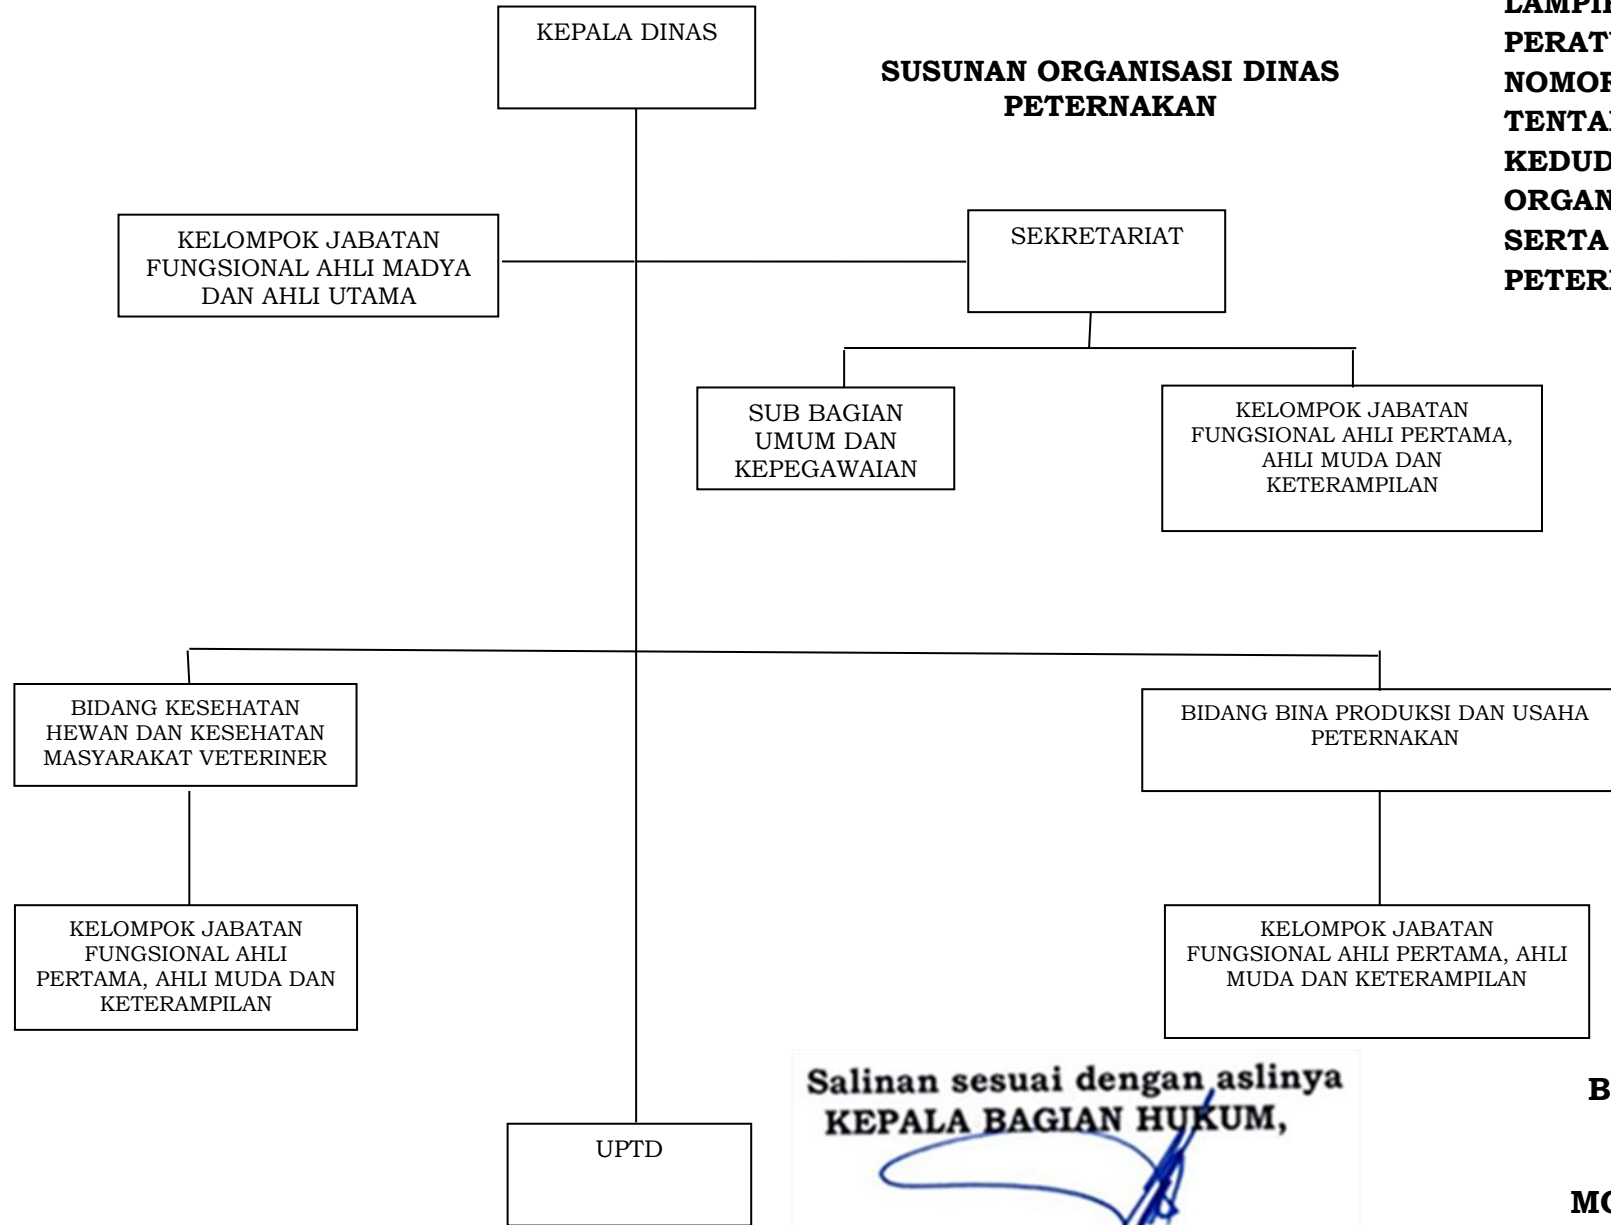 KEPALA DINAS
SUSUNAN ORGANISASI DINAS
PETERNAKAN
NOMOR
SERTA
KELOMPOK JABATAN
FUNGSIONAL AHLI MADYA
DAN AHLI UTAMA
SEKRETARIAT
SUB BAGIAN
UMUM DAN
KEPEGAWAIAN
KELOMPOK JABATAN
FUNGSIONAL AHLI PERTAMA,
AHLI MUDA DAN
KETERAMPILAN
BIDANG KESEHATAN
HEWAN DAN KESEHATAN
MASYARAKAT VETERINER
BIDANG BINA PRODUKSI DAN USAHA
PETERNAKAN
KELOMPOK JABATAN
FUNGSIONAL AHLI
PERTAMA, AHLI MUDA DAN
KETERAMPILAN
KELOMPOK JABATAN
FUNGSIONAL AHLI PERTAMA, AHLI
MUDA DAN KETERAMPILAN
UPTD
Salinan sesuai dengan aslinya
KEPALA BAGIAN HUKUM,